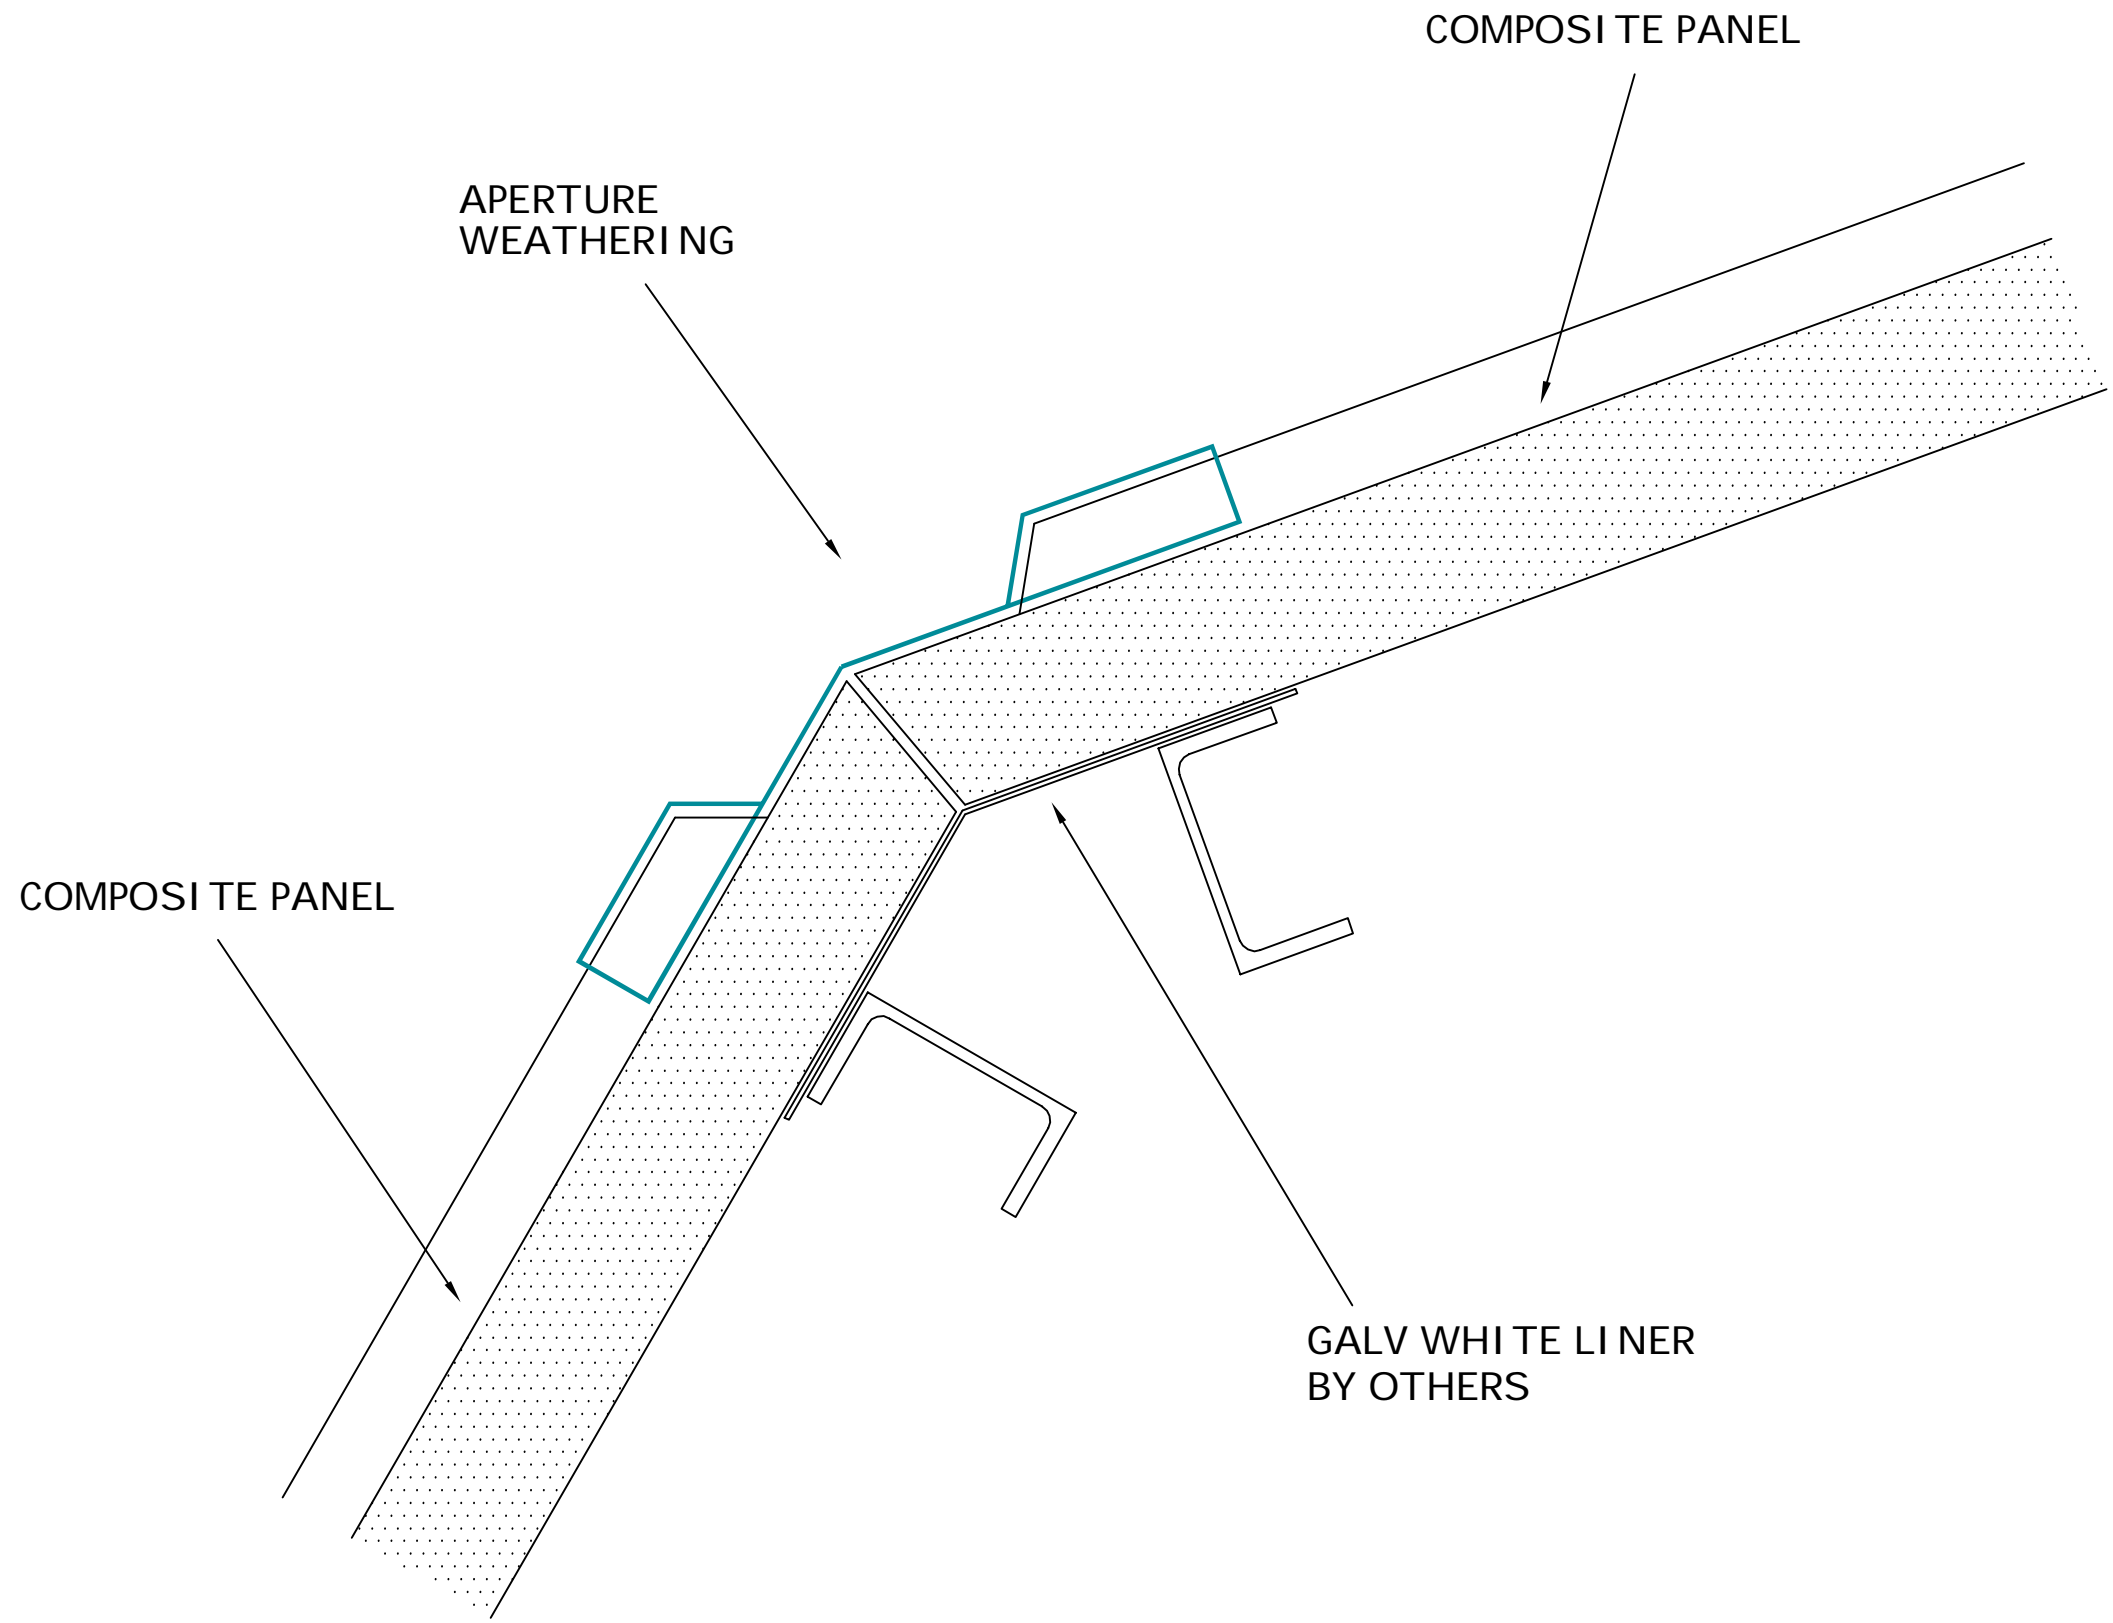 COMPOSITE PANEL
APERTURE
WEATHERING
COMPOSITE PANEL
GALV WHITE LINER
BY OTHERS